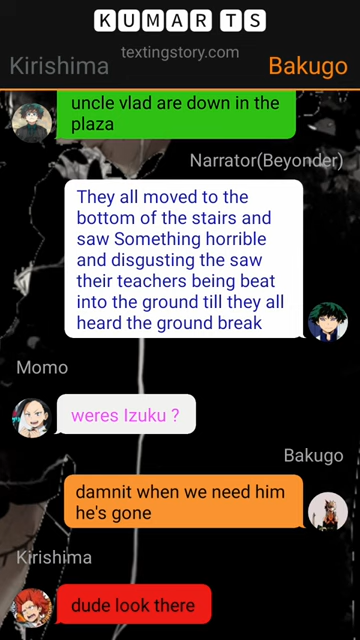 KUMAR TS
textingstory.com
Kirishima
Bakugo
uncle vlad are down in the
plaza
Narrator(Beyonder)
They all moved to the
bottom of the stairs and
saw Something horrible
and disgusting the saw
their teachers being beat
into the ground till they all
heard the ground break
Momo
weres Izuku ?
Bakugo
damnit when we need him
he's gone
Kirishima
dude look there